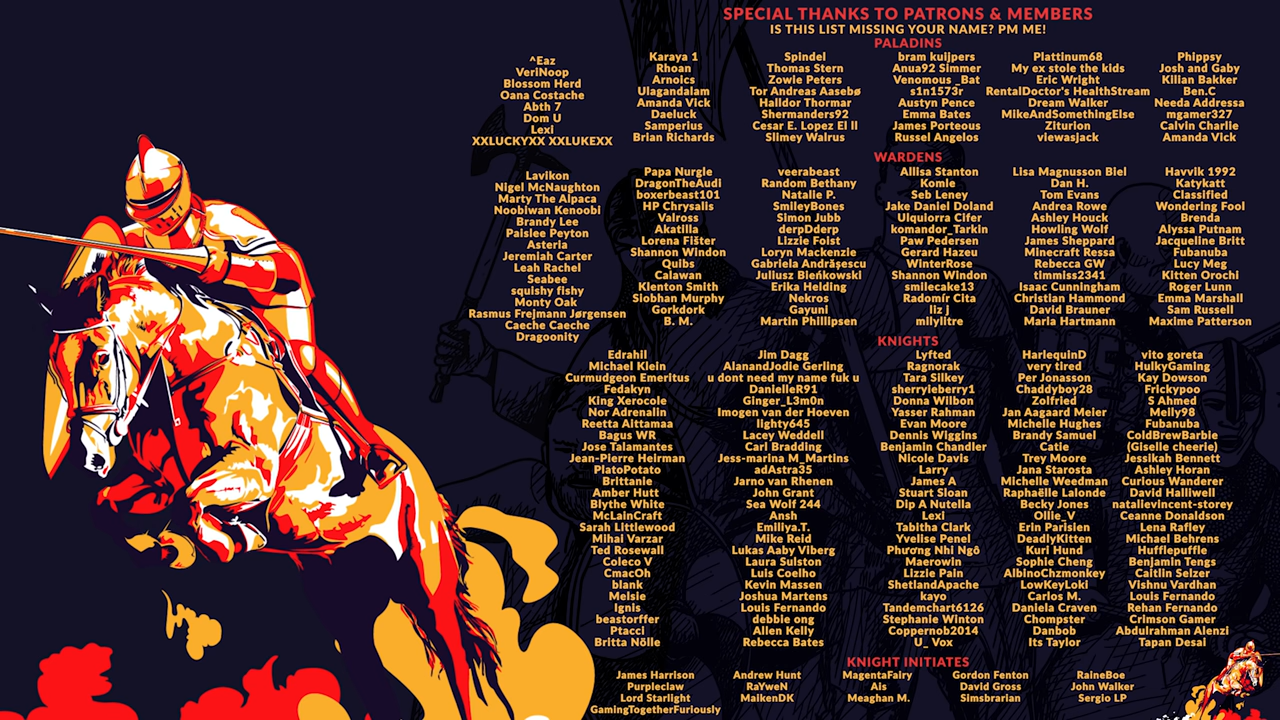 SPECIAL THANKS TO PATRONS & MEMBERS
IS THIS LIST MISSING YOUR NAME? PM ME!
PALADINS
^Eaz
VeriNoop
Blossom Herd
Oana Costache
Abth 7
Dom U
Lexi
XXLUCKYXX XXLUKEXX
Karaya 1
Rhoan
Arnoics
Ulagandalam
Amanda Vick
Daeluck
Samperius
Brian Richards
Spindel
Thomas Stern
Zowie Peters
Tor Andreas Aasebø
Halldor Thormar
Shermanders92
Cesar E. Lopez El II
Slimey Walrus
bram kuijpers
Anua92 Simmer
Venomous _Bat
s1n1573r
Austyn Pence
Emma Bates
James Porteous
Russel Angelos
Plattinum68
My ex stole the kids
Eric Wright
RentalDoctor's HealthStream
Dream Walker
MikeAndSomethingElse
Ziturion
viewasjack
Phippsy
Josh and Gaby
Kilian Bakker
Ben.C
Needa Addressa
mgamer327
Calvin Charlie
Amanda Vick
WARDENS
Lavikon
Nigel McNaughton
Marty The Alpaca
Noobiwan Kenoobi
Brandy Lee
Paislee Peyton
Asteria
Jeremiah Carter
Leah Rachel
Seabee
squishy fishy
Monty Oak
Rasmus Frejmann Jørgensen
Caeche Caeche
Dragoonity
Papa Nurgle
DragonTheAudi
boxerbeast101
HP Chrysalis
Valross
Akatilla
Lorena Fišter
Shannon Windon
Quibs
Calawan
Klenton Smith
Siobhan Murphy
Gorkdork
B. M.
veerabeast
Random Bethany
Natalie P.
SmileyBones
Simon Jubb
derpDderp
Lizzie Foist
Loryn Mackenzie
Gabriela Andrășescu
Juliusz Bieńkowski
Erika Helding
Nekros
Gayuni
Martin Phillipsen
Allisa Stanton
Komie
Seb Leney
Jake Daniel Doland
Ulquiorra Cifer
komandor_Tarkin
Paw Pedersen
Gerard Hazeu
WinterRose
Shannon Windon
smilecake13
Radomír Cita
liz j
milylitre
Lisa Magnusson Biel
Dan H.
Tom Evans
Andrea Rowe
Ashley Houck
Howling Wolf
James Sheppard
Minecraft Ressa
Rebecca GW
timmiss2341
Isaac Cunningham
Christian Hammond
David Brauner
Maria Hartmann
Havvik 1992
Katykatt
Classified
Wondering Fool
Brenda
Alyssa Putnam
Jacqueline Britt
Fubanuba
Lucy Meg
Kitten Orochi
Roger Lunn
Emma Marshall
Sam Russell
Maxime Patterson
KNIGHTS
Edrahil
Michael Klein
Curmudgeon Emeritus
Fedakyn
King Xerocole
Nor Adrenalin
Reetta Aittamaa
Bagus WR
Jose Talamantes
Jean-Pierre Heirman
PlatoPotato
Brittanie
Amber Hutt
Blythe White
McLainCraft
Sarah Littlewood
Mihai Varzar
Ted Rosewall
Coleco V
CmacOh
blank
Melsie
Ignis
beastorffer
Ptacci
Britta Nölle
Jim Dagg
AlanandJodie Gerling
u dont need my name fuk u
DanielleR91
Ginger_L3m0n
Imogen van der Hoeven
lighty645
Lacey Weddell
Carl Bradding
Jess-marina M_Martins
adAstra35
Jarno van Rhenen
John Grant
Sea Wolf 244
Ansh
Emiliya.T.
Mike Reid
Lukas Aaby Viberg
Laura Sulston
Luis Coelho
Kevin Massen
Joshua Martens
Louis Fernando
debbie ong
Allen Kelly
Rebecca Bates
Lyfted
Ragnorak
Tara Silkey
sherryleberry1
Donna Wilbon
Yasser Rahman
Evan Moore
Dennis Wiggins
Benjamin Chandler
Nicole Davis
Larry
James A
Stuart Sloan
Dip A Nutella
Lexi
Tabitha Clark
Yvelise Penel
Phương Nhi Ngô
Maerowin
Lizzie Pain
ShetlandApache
kayo
Tandemchart6126
Stephanie Winton
Coppernob2014
U_ Vox
HarlequinD
very tired
Per Jonasson
Chaddyboy28
Zolfried
Jan Aagaard Meier
Michelle Hughes
Brandy Samuel
Catie
Trey Moore
Jana Starosta
Michelle Weedman
Raphaëlle Lalonde
Becky Jones
Ollie_V
Erin Parisien
DeadlyKitten
Kuri Hund
Sophie Cheng
AlbinoChzmonkey
LowKeyLoki
Carlos M.
Daniela Craven
Chompster
Danbob
Its Taylor
vito goreta
HulkyGaming
Kay Dowson
Frickypoo
S Ahmed
Melly98
Fubanuba
ColdBrewBarbie
(Giselle cheerie)
Jessikah Bennett
Ashley Horan
Curious Wanderer
David Halliwell
natalievincent-storey
Ceanne Donaldson
Lena Rafley
Michael Behrens
Hufflepuffle
Benjamin Tengs
Caitlin Selzer
Vishnu Vardhan
Louis Fernando
Rehan Fernando
Crimson Gamer
Abdulrahman Alenzi
Tapan Desai
KNIGHT INITIATES
James Harrison
Purpleclaw
Lord Starlight
GamingTogetherFuriously
Andrew Hunt
RaYweN
MaikenDK
MagentaFairy
Ais
Meaghan M.
Gordon Fenton
David Gross
Simsbrarian
RaineBoe
John Walker
Sergio LP